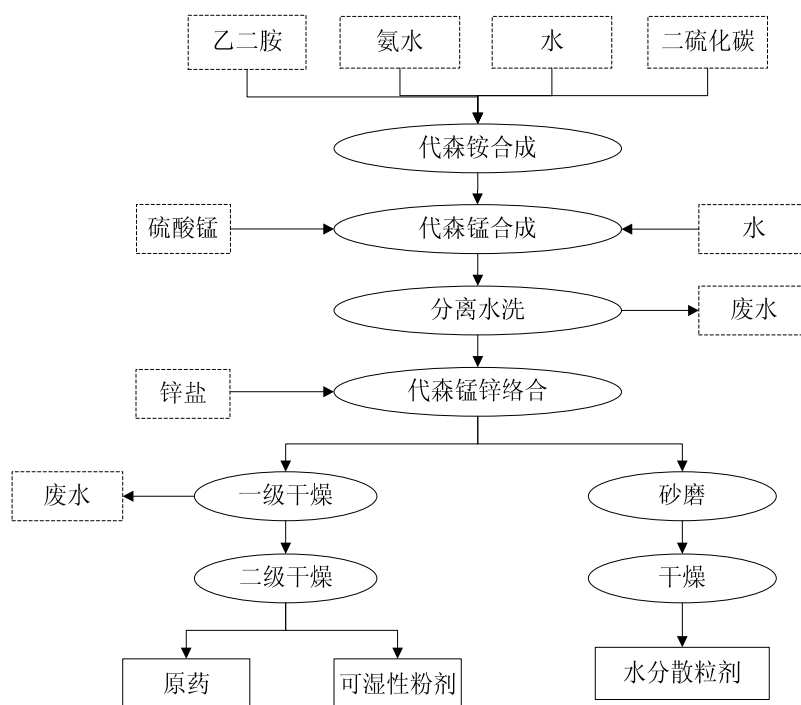 乙二胺
氨水
水
二硫化碳
代森铵合成
硫酸锰
代森锰合成
水
分离水洗
废水
锌盐
代森锰锌络合
废水
一级干燥
砂磨
二级干燥
干燥
原药
可湿性粉剂
水分散粒剂